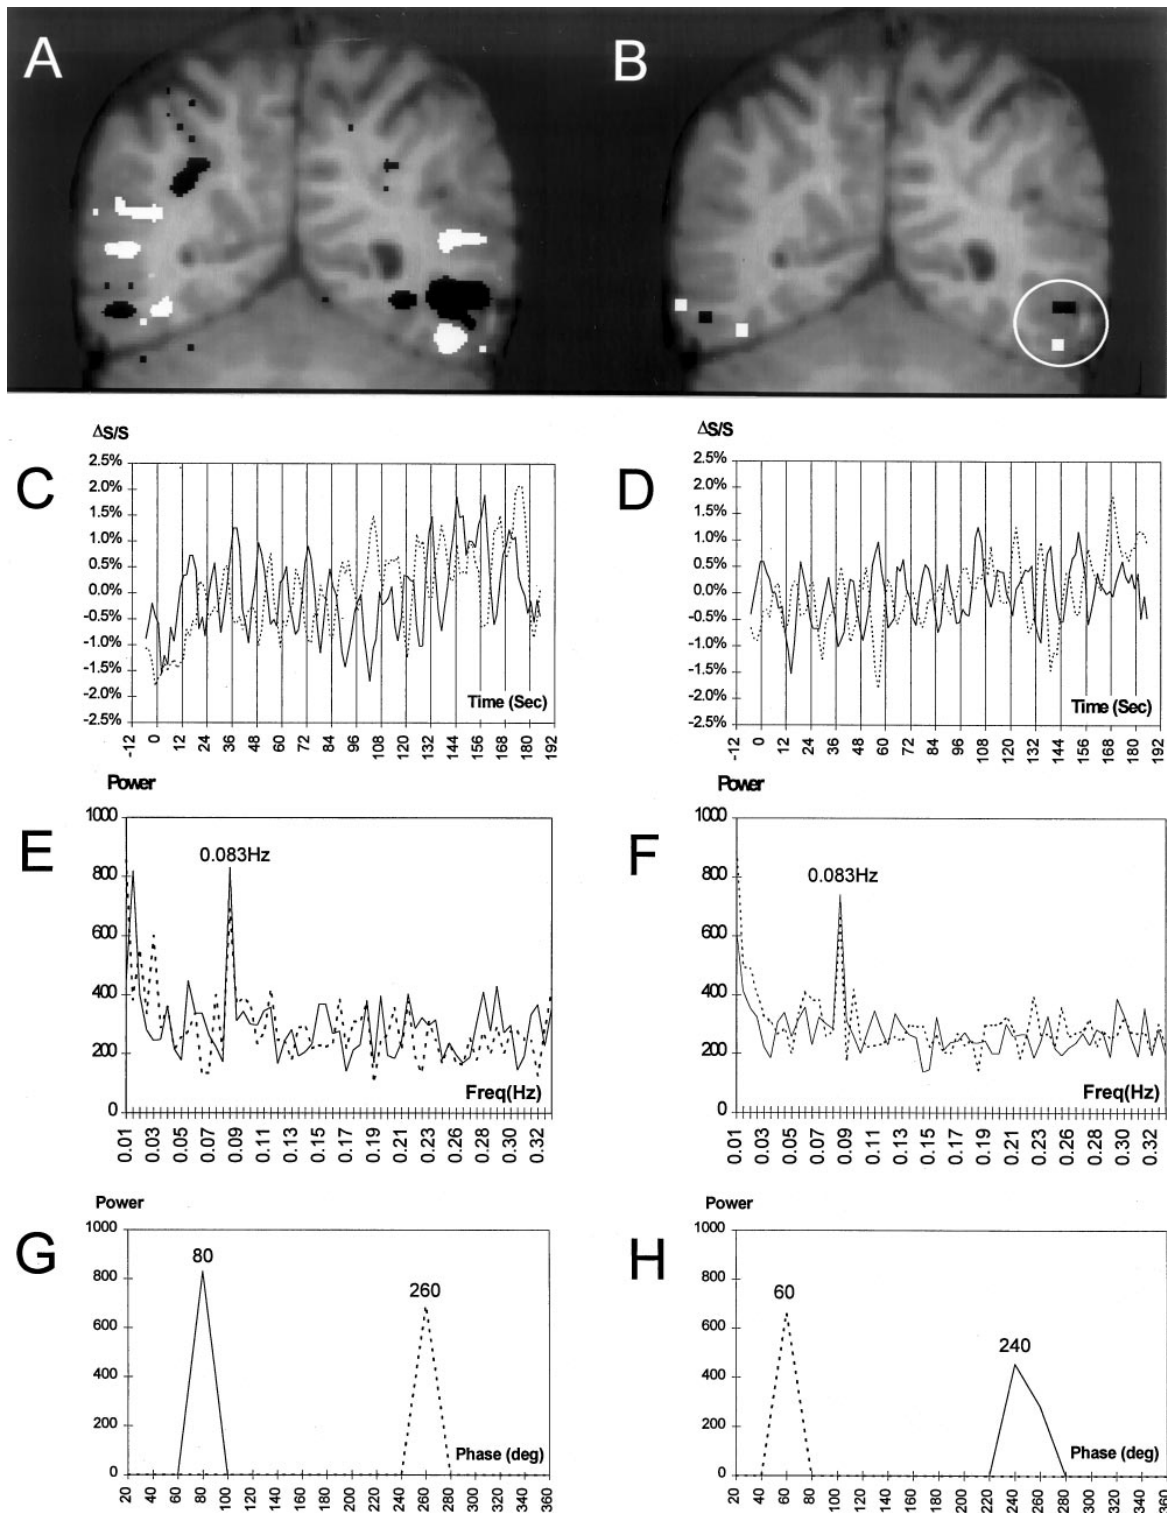 A
B
C
ΔS/S
2.5%
2.0%
1.5%
1.0%
0.5%
0.0%
-0.5%
-1.0%
-1.5%
-2.0%
-2.5%
Time (Sec)
-12 0 12 24 36 48 60 72 84 96 108 120 132 144 156 168 180 192
D
ΔS/S
2.5%
2.0%
1.5%
1.0%
0.5%
0.0%
-0.5%
-1.0%
-1.5%
-2.0%
-2.5%
Time (Sec)
-12 0 12 24 36 48 60 72 84 96 108 120 132 144 156 168 180 192
E
Power
1000
800
600
400
200
0
0.083Hz
Freq(Hz)
0.01 0.03 0.05 0.07 0.09 0.11 0.13 0.15 0.17 0.19 0.21 0.23 0.26 0.28 0.30 0.32
F
Power
1000
800
600
400
200
0
0.083Hz
Freq(Hz)
0.01 0.03 0.05 0.07 0.09 0.11 0.13 0.15 0.17 0.19 0.21 0.23 0.26 0.28 0.30 0.32
G
Power
1000
800
600
400
200
0
80
260
Phase (deg)
20 40 60 80 100 120 140 160 180 200 220 240 260 280 300 320 340 360
H
Power
1000
800
600
400
200
0
60
240
Phase (deg)
20 40 60 80 100 120 140 160 180 200 220 240 260 280 300 320 340 360